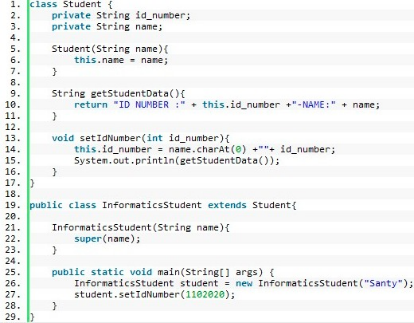 1. class Student {
2.     private String id_number;
3.     private String name;
4.
5.     Student(String name){
6.         this.name = name;
7.     }
8.
9.     String getStudentData(){
10.         return "ID NUMBER :" + this.id_number +"-NAME:" + name;
11.     }
12.
13.     void setIdNumber(int id_number){
14.         this.id_number = name.charAt(0) +""+ id_number;
15.         System.out.println(getStudentData());
16.     }
17. }
18.
19. public class InformaticsStudent extends Student{
20.
21.     InformaticsStudent(String name){
22.         super(name);
23.     }
24.
25.     public static void main(String[] args) {
26.         InformaticsStudent student = new InformaticsStudent("Santy");
27.         student.setIdNumber(1102020);
28.     }
29. }